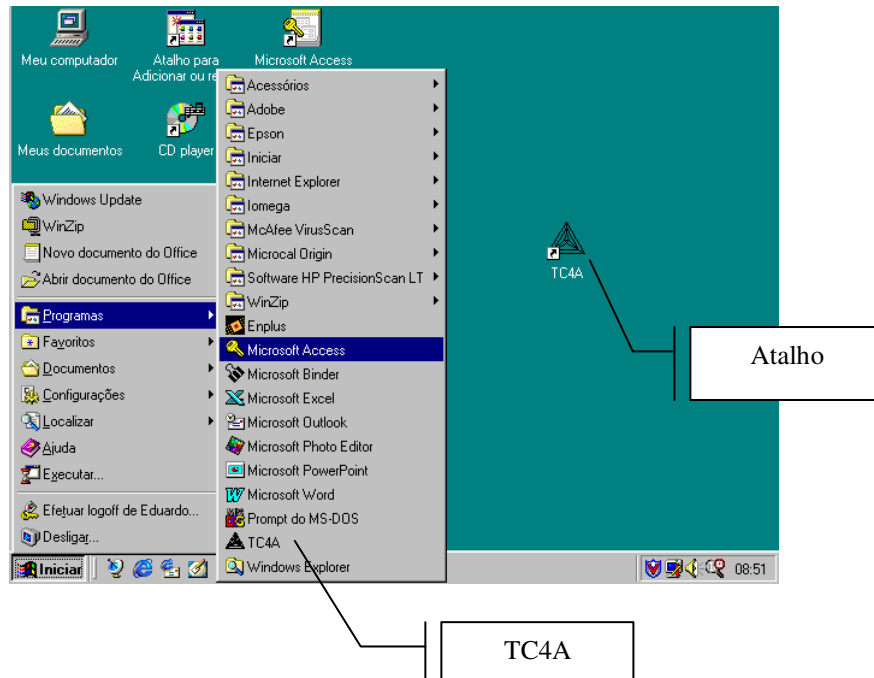 Meu computador
Atalho para
Adicionar ou re
Microsoft Access
Meus documentos
CD player
Windows Update
WinZip
Novo documento do Office
Abrir documento do Office
Programas
Favoritos
Documentos
Configurações
Localizar
Ajuda
Executar...
Efetuar logoff de Eduardo...
Desligar...
Acessórios
Adobe
Epson
Iniciar
Internet Explorer
Iomega
McAfee VirusScan
Microcal Origin
Software HP PrecisionScan LT
WinZip
Enplus
Microsoft Access
Microsoft Binder
Microsoft Excel
Microsoft Outlook
Microsoft Photo Editor
Microsoft PowerPoint
Microsoft Word
Prompt do MS-DOS
TC4A
Windows Explorer
TC4A
Atalho
Iniciar
08:51
TC4A